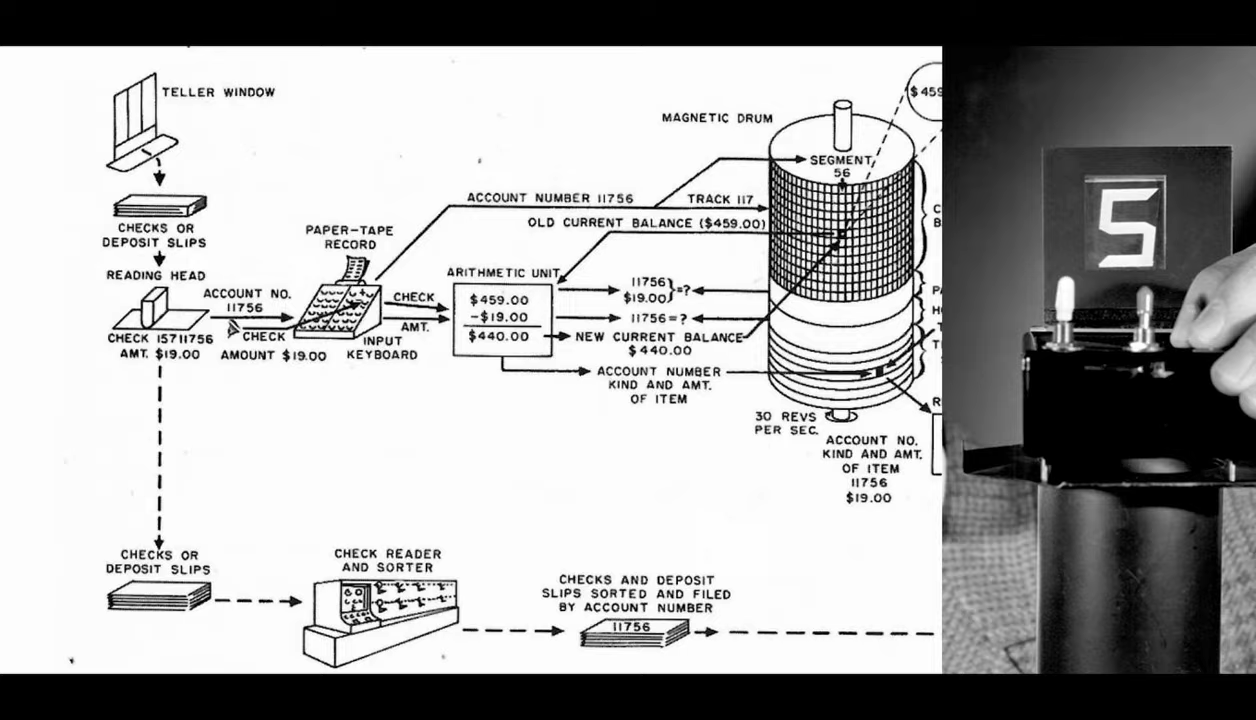 TELLER WINDOW
CHECKS OR
DEPOSIT SLIPS
READING HEAD
CHECK 15711756
AMT. $19.00
ACCOUNT NO.
11756
CHECK
AMOUNT $19.00
PAPER-TAPE
RECORD
INPUT
KEYBOARD
CHECK
AMT.
ACCOUNT NUMBER 11756
TRACK 117
OLD CURRENT BALANCE ($459.00)
ARITHMETIC UNIT
$459.00
-$19.00
$440.00
11756
$19.00 } =?
11756=?
NEW CURRENT BALANCE
$440.00
ACCOUNT NUMBER
KIND AND AMT.
OF ITEM
MAGNETIC DRUM
SEGMENT
56
$459
30 REVS
PER SEC.
ACCOUNT NO.
KIND AND AMT.
OF ITEM
11756
$19.00
CHECKS OR
DEPOSIT SLIPS
CHECK READER
AND SORTER
CHECKS AND DEPOSIT
SLIPS SORTED AND FILED
BY ACCOUNT NUMBER
11756
5